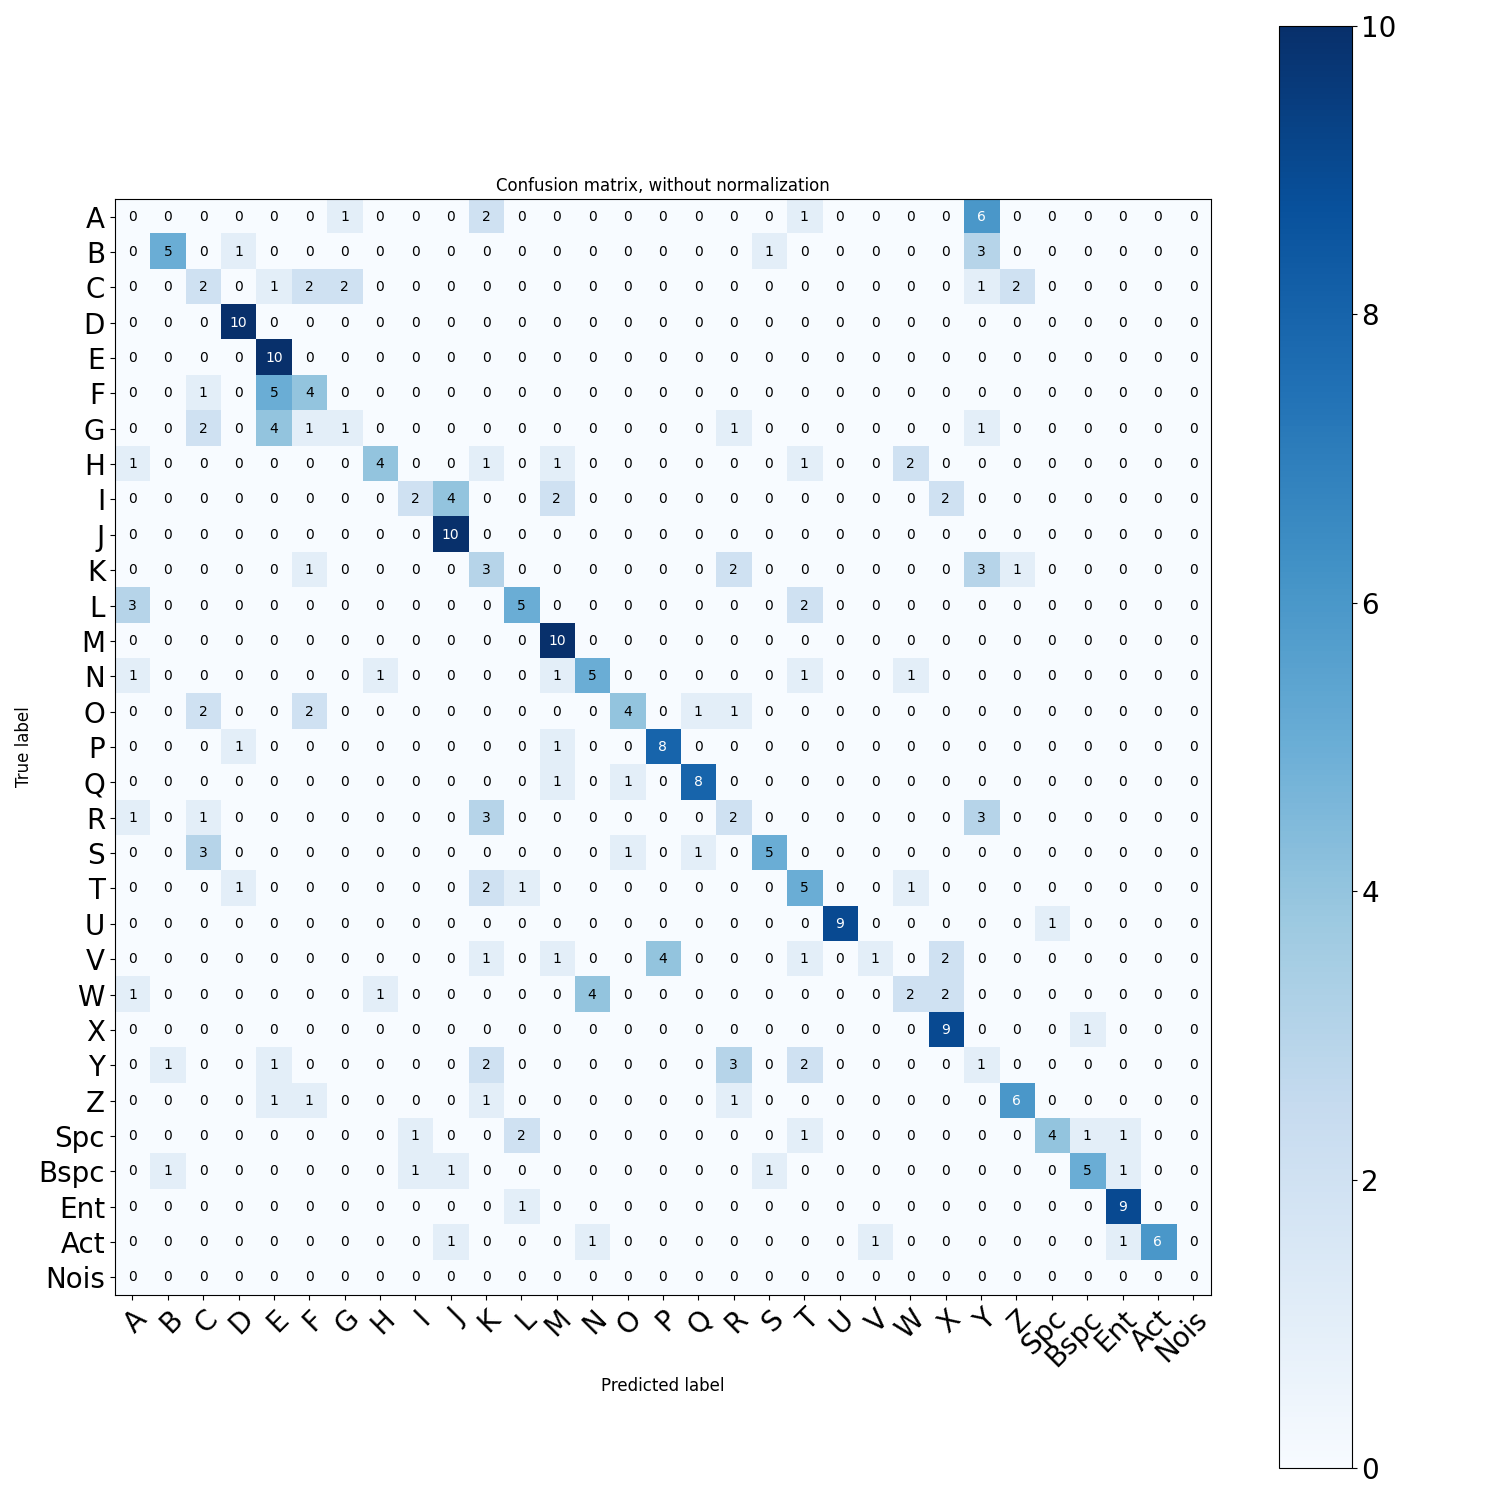 Confusion matrix, without normalization
A 0 0 0 0 0 0 1 0 0 0 2 0 0 0 0 0 0 0 0 1 0 0 0 0 6 0 0 0 0 0 0
B 0 5 0 1 0 0 0 0 0 0 0 0 0 0 0 0 0 0 1 0 0 0 0 0 3 0 0 0 0 0 0
C 0 0 2 0 1 2 2 0 0 0 0 0 0 0 0 0 0 0 0 0 0 0 0 0 1 2 0 0 0 0 0
D 0 0 0 10 0 0 0 0 0 0 0 0 0 0 0 0 0 0 0 0 0 0 0 0 0 0 0 0 0 0 0
E 0 0 0 0 10 0 0 0 0 0 0 0 0 0 0 0 0 0 0 0 0 0 0 0 0 0 0 0 0 0 0
F 0 0 1 0 5 4 0 0 0 0 0 0 0 0 0 0 0 0 0 0 0 0 0 0 0 0 0 0 0 0 0
G 0 0 2 0 4 1 1 0 0 0 0 0 0 0 0 0 0 1 0 0 0 0 0 0 1 0 0 0 0 0 0
H 1 0 0 0 0 0 0 4 0 0 1 0 1 0 0 0 0 0 0 1 0 0 2 0 0 0 0 0 0 0 0
I 0 0 0 0 0 0 0 0 2 4 0 0 2 0 0 0 0 0 0 0 0 0 0 2 0 0 0 0 0 0 0
J 0 0 0 0 0 0 0 0 0 10 0 0 0 0 0 0 0 0 0 0 0 0 0 0 0 0 0 0 0 0 0
K 0 0 0 0 0 1 0 0 0 0 3 0 0 0 0 0 0 2 0 0 0 0 0 0 3 1 0 0 0 0 0
L 3 0 0 0 0 0 0 0 0 0 0 5 0 0 0 0 0 0 0 2 0 0 0 0 0 0 0 0 0 0 0
M 0 0 0 0 0 0 0 0 0 0 0 0 10 0 0 0 0 0 0 0 0 0 0 0 0 0 0 0 0 0 0
N 1 0 0 0 0 0 0 1 0 0 0 0 1 5 0 0 0 0 0 1 0 0 1 0 0 0 0 0 0 0 0
O 0 0 2 0 0 2 0 0 0 0 0 0 0 0 4 0 1 1 0 0 0 0 0 0 0 0 0 0 0 0 0
P 0 0 0 1 0 0 0 0 0 0 0 0 1 0 0 8 0 0 0 0 0 0 0 0 0 0 0 0 0 0 0
Q 0 0 0 0 0 0 0 0 0 0 0 0 1 0 1 0 8 0 0 0 0 0 0 0 0 0 0 0 0 0 0
R 1 0 1 0 0 0 0 0 0 0 3 0 0 0 0 0 0 2 0 0 0 0 0 0 3 0 0 0 0 0 0
S 0 0 3 0 0 0 0 0 0 0 0 0 0 0 1 0 1 0 5 0 0 0 0 0 0 0 0 0 0 0 0
T 0 0 0 1 0 0 0 0 0 0 2 1 0 0 0 0 0 0 0 5 0 0 1 0 0 0 0 0 0 0 0
U 0 0 0 0 0 0 0 0 0 0 0 0 0 0 0 0 0 0 0 0 9 0 0 0 0 0 1 0 0 0 0
V 0 0 0 0 0 0 0 0 0 0 1 0 1 0 0 4 0 0 0 1 0 1 0 2 0 0 0 0 0 0 0
W 1 0 0 0 0 0 0 1 0 0 0 0 0 4 0 0 0 0 0 0 0 0 2 2 0 0 0 0 0 0 0
X 0 0 0 0 0 0 0 0 0 0 0 0 0 0 0 0 0 0 0 0 0 0 0 9 0 0 0 1 0 0 0
Y 0 1 0 0 1 0 0 0 0 0 2 0 0 0 0 0 0 3 0 2 0 0 0 0 1 0 0 0 0 0 0
Z 0 0 0 0 1 1 0 0 0 0 1 0 0 0 0 0 0 1 0 0 0 0 0 0 0 6 0 0 0 0 0
Spc 0 0 0 0 0 0 0 0 1 0 0 2 0 0 0 0 0 0 0 1 0 0 0 0 0 0 4 1 1 0 0
Bspc 0 1 0 0 0 0 0 0 1 1 0 0 0 0 0 0 0 0 1 0 0 0 0 0 0 0 0 5 1 0 0
Ent 0 0 0 0 0 0 0 0 0 0 0 1 0 0 0 0 0 0 0 0 0 0 0 0 0 0 0 0 9 0 0
Act 0 0 0 0 0 0 0 0 0 1 0 0 0 1 0 0 0 0 0 0 0 1 0 0 0 0 0 0 1 6 0
Nois 0 0 0 0 0 0 0 0 0 0 0 0 0 0 0 0 0 0 0 0 0 0 0 0 0 0 0 0 0 0 0
A B C D E F G H I J K L M N O P Q R S T U V W X Y Z Spc Bspc Ent Act Nois
Predicted label
True label
10
8
6
4
2
0